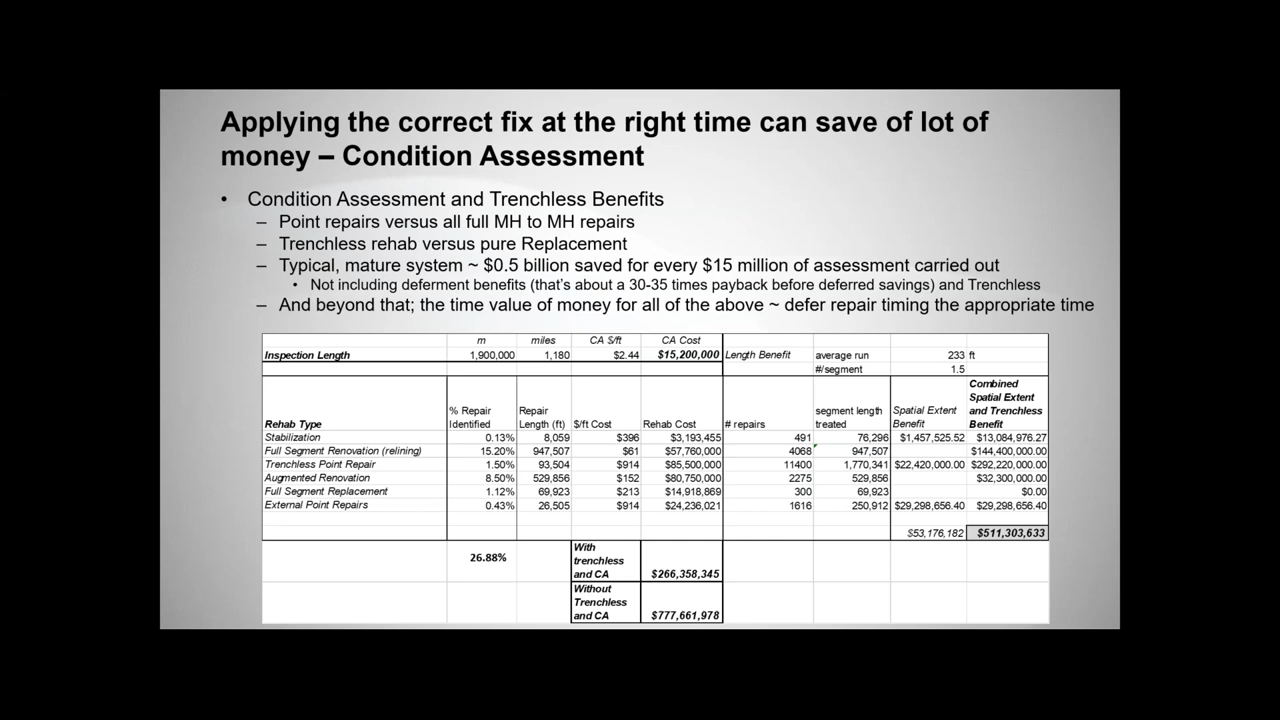 Applying the correct fix at the right time can save of lot of
money – Condition Assessment
• Condition Assessment and Trenchless Benefits
– Point repairs versus all full MH to MH repairs
– Trenchless rehab versus pure Replacement
– Typical, mature system ~ $0.5 billion saved for every $15 million of assessment carried out
• Not including deferment benefits (that's about a 30-35 times payback before deferred savings) and Trenchless
– And beyond that; the time value of money for all of the above ~ defer repair timing the appropriate time
m miles CA $/ft CA Cost
Inspection Length 1,900,000 1,180 $2.44 $15,200,000 Length Benefit average run 233 ft
#/segment 1.5
Combined
Spatial Extent
% Repair Repair segment length Spatial Extent and Trenchless
Rehab Type Identified Length (ft) $/ft Cost Rehab Cost # repairs treated Benefit Benefit
Stabilization 0.13% 8,059 $396 $3,193,455 491 76,296 $1,457,525.52 $13,084,976.27
Full Segment Renovation (relining) 15.20% 947,507 $61 $57,760,000 4068 947,507 $144,400,000.00
Trenchless Point Repair 1.50% 93,504 $914 $85,500,000 11400 1,770,341 $22,420,000.00 $292,220,000.00
Augmented Renovation 8.50% 529,856 $152 $80,750,000 2275 529,856 $32,300,000.00
Full Segment Replacement 1.12% 69,923 $213 $14,918,869 300 69,923 $0.00
External Point Repairs 0.43% 26,505 $914 $24,236,021 1616 250,912 $29,298,656.40 $29,298,656.40
$53,176,182 $511,303,633
26.88%
With
trenchless
and CA $266,358,345
Without
Trenchless
and CA $777,661,978